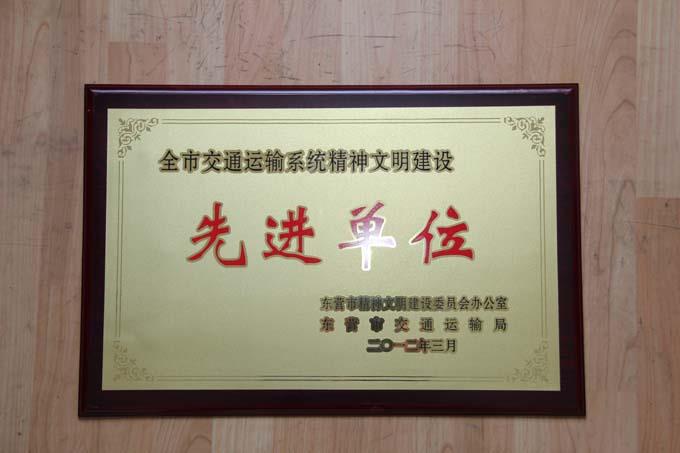 全市交通运输系统精神文明建设
先进单位
东营市精神文明建设委员会办公室
东营市交通运输局
二〇一二年三月